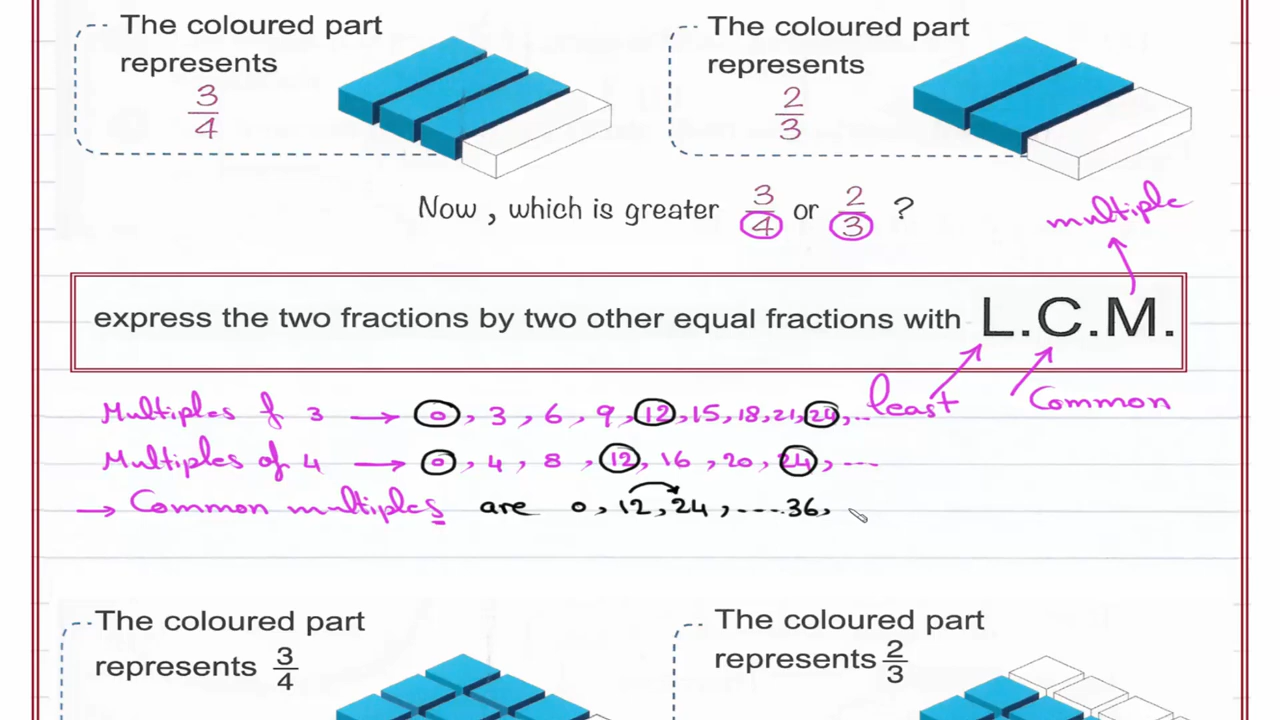 The coloured part
represents
3/4
The coloured part
represents
2/3
Now, which is greater 3/4 or 2/3 ?
multiple
express the two fractions by two other equal fractions with L.C.M.
least
Common
Multiples of 3 → 0, 3, 6, 9, 12, 15, 18, 21, 24, ...
Multiples of 4 → 0, 4, 8, 12, 16, 20, 24, ....
→ Common multiples are 0, 12, 24, .... 36,
The coloured part
represents 3/4
The coloured part
represents 2/3